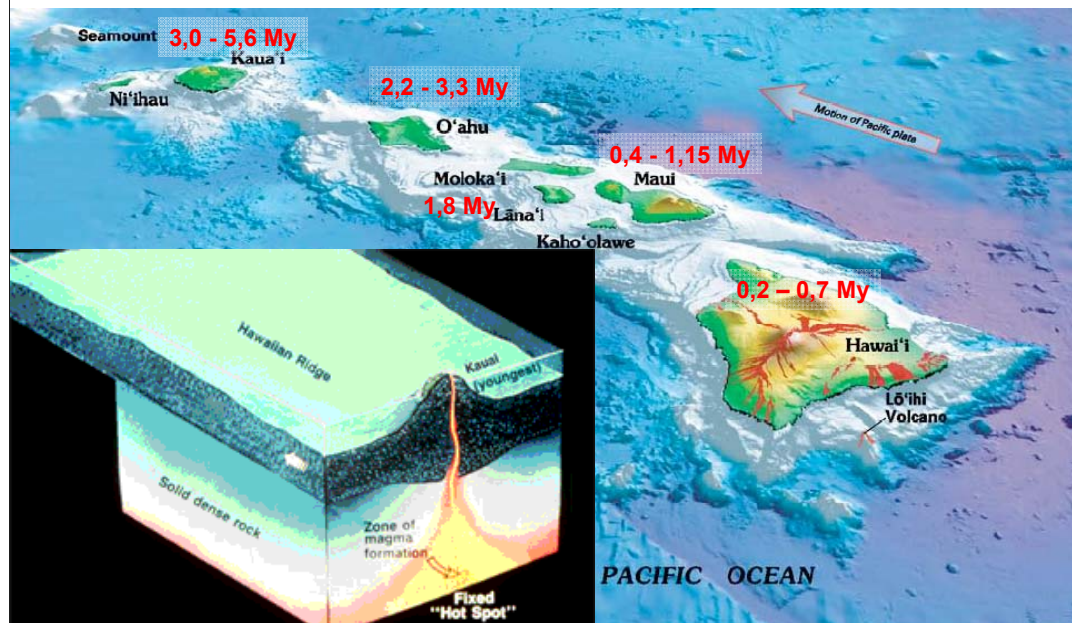 Seamount
3,0 - 5,6 My
Kaua'i
Ni'ihau
2,2 - 3,3 My
O'ahu
Motion of Pacific plate
0,4 - 1,15 My
Moloka'i
Maui
1,8 My
Lāna'i
Kaho'olawe
0,2 – 0,7 My
Hawai'i
Lō'ihi
Volcano
PACIFIC OCEAN
Hawaiian Ridge
Kauai
(youngest)
Solid dense rock
Zone of
magma
formation
Fixed
"Hot Spot"